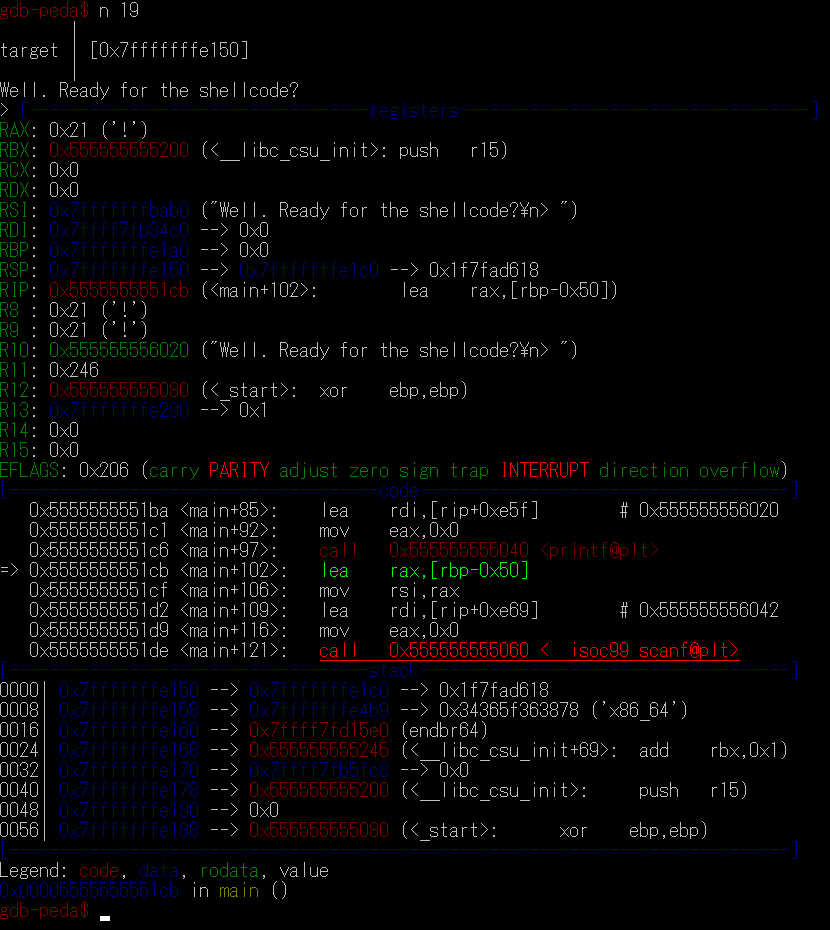 gdb-peda$ n 19
target │ [0x7fffffffe150]
Well. Ready for the shellcode?
> [----------------------------------registers-----------------------------------]
RAX: 0x21 ('!')
RBX: 0x555555555200 (<__libc_csu_init>: push   r15)
RCX: 0x0
RDX: 0x0
RSI: 0x7fffffffbab0 ("Well. Ready for the shellcode?¥n> ")
RDI: 0x7ffff7fb04c0 --> 0x0
RBP: 0x7fffffffe1a0 --> 0x0
RSP: 0x7fffffffe150 --> 0x7fffffffe1c0 --> 0x1f7fad618
RIP: 0x5555555551cb (<main+102>:        lea    rax,[rbp-0x50])
R8 : 0x21 ('!')
R9 : 0x21 ('!')
R10: 0x555555556020 ("Well. Ready for the shellcode?¥n> ")
R11: 0x246
R12: 0x555555555080 (<_start>:  xor    ebp,ebp)
R13: 0x7fffffffe290 --> 0x1
R14: 0x0
R15: 0x0
EFLAGS: 0x206 (carry PARITY adjust zero sign trap INTERRUPT direction overflow)
[-------------------------------------code-------------------------------------]
   0x5555555551ba <main+85>:    lea    rdi,[rip+0xe5f]        # 0x555555556020
   0x5555555551c1 <main+92>:    mov    eax,0x0
   0x5555555551c6 <main+97>:    call   0x555555555040 <printf@plt>
=> 0x5555555551cb <main+102>:   lea    rax,[rbp-0x50]
   0x5555555551cf <main+106>:   mov    rsi,rax
   0x5555555551d2 <main+109>:   lea    rdi,[rip+0xe69]        # 0x555555556042
   0x5555555551d9 <main+116>:   mov    eax,0x0
   0x5555555551de <main+121>:   call   0x555555555060 <__isoc99_scanf@plt>
[------------------------------------stack-------------------------------------]
0000│ 0x7fffffffe150 --> 0x7fffffffe1c0 --> 0x1f7fad618
0008│ 0x7fffffffe158 --> 0x7fffffffe4b9 --> 0x34365f363878 ('x86_64')
0016│ 0x7fffffffe160 --> 0x7ffff7fd15e0 (endbr64)
0024│ 0x7fffffffe168 --> 0x555555555245 (<__libc_csu_init+69>:  add    rbx,0x1)
0032│ 0x7fffffffe170 --> 0x7ffff7fb5fc8 --> 0x0
0040│ 0x7fffffffe178 --> 0x555555555200 (<__libc_csu_init>:     push   r15)
0048│ 0x7fffffffe180 --> 0x0
0056│ 0x7fffffffe188 --> 0x555555555080 (<_start>:      xor    ebp,ebp)
[------------------------------------------------------------------------------]
Legend: code, data, rodata, value
0x00005555555551cb in main ()
gdb-peda$